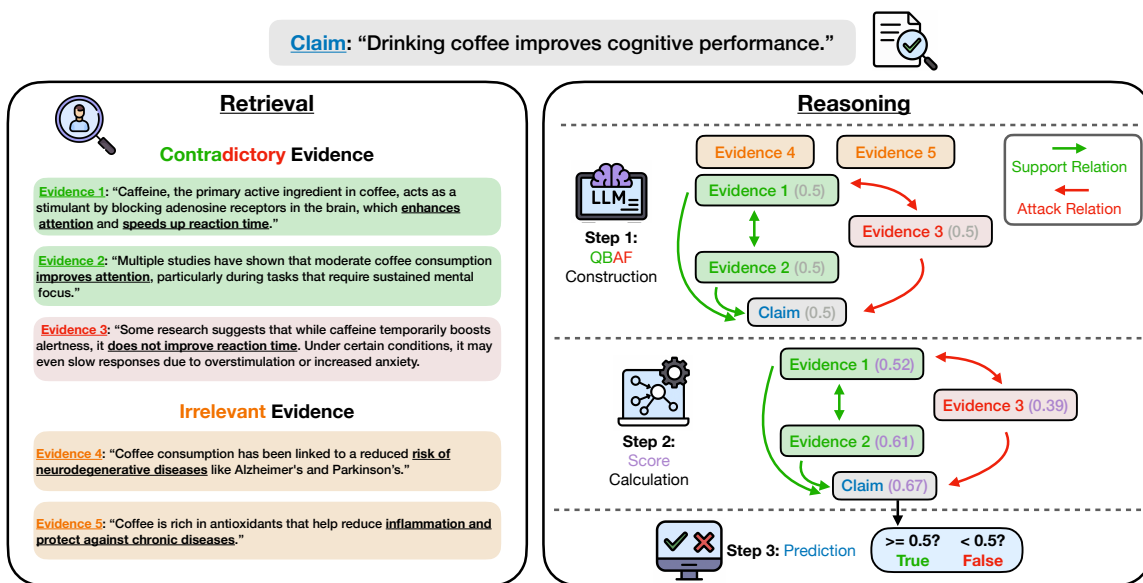 Claim: “Drinking coffee improves cognitive performance.”
Retrieval
Contradictory Evidence
Evidence 1: “Caffeine, the primary active ingredient in coffee, acts as a
stimulant by blocking adenosine receptors in the brain, which enhances
attention and speeds up reaction time.”
Evidence 2: “Multiple studies have shown that moderate coffee consumption
improves attention, particularly during tasks that require sustained mental
focus.”
Evidence 3: “Some research suggests that while caffeine temporarily boosts
alertness, it does not improve reaction time. Under certain conditions, it may
even slow responses due to overstimulation or increased anxiety.
Irrelevant Evidence
Evidence 4: “Coffee consumption has been linked to a reduced risk of
neurodegenerative diseases like Alzheimer's and Parkinson’s.”
Evidence 5: “Coffee is rich in antioxidants that help reduce inflammation and
protect against chronic diseases.”
Reasoning
LLM
Step 1:
QBAF
Construction
Evidence 4
Evidence 5
Evidence 1 (0.5)
Evidence 3 (0.5)
Evidence 2 (0.5)
Claim (0.5)
Support Relation
Attack Relation
Step 2:
Score
Calculation
Evidence 1 (0.52)
Evidence 3 (0.39)
Evidence 2 (0.61)
Claim (0.67)
Step 3: Prediction
>= 0.5? < 0.5?
True False